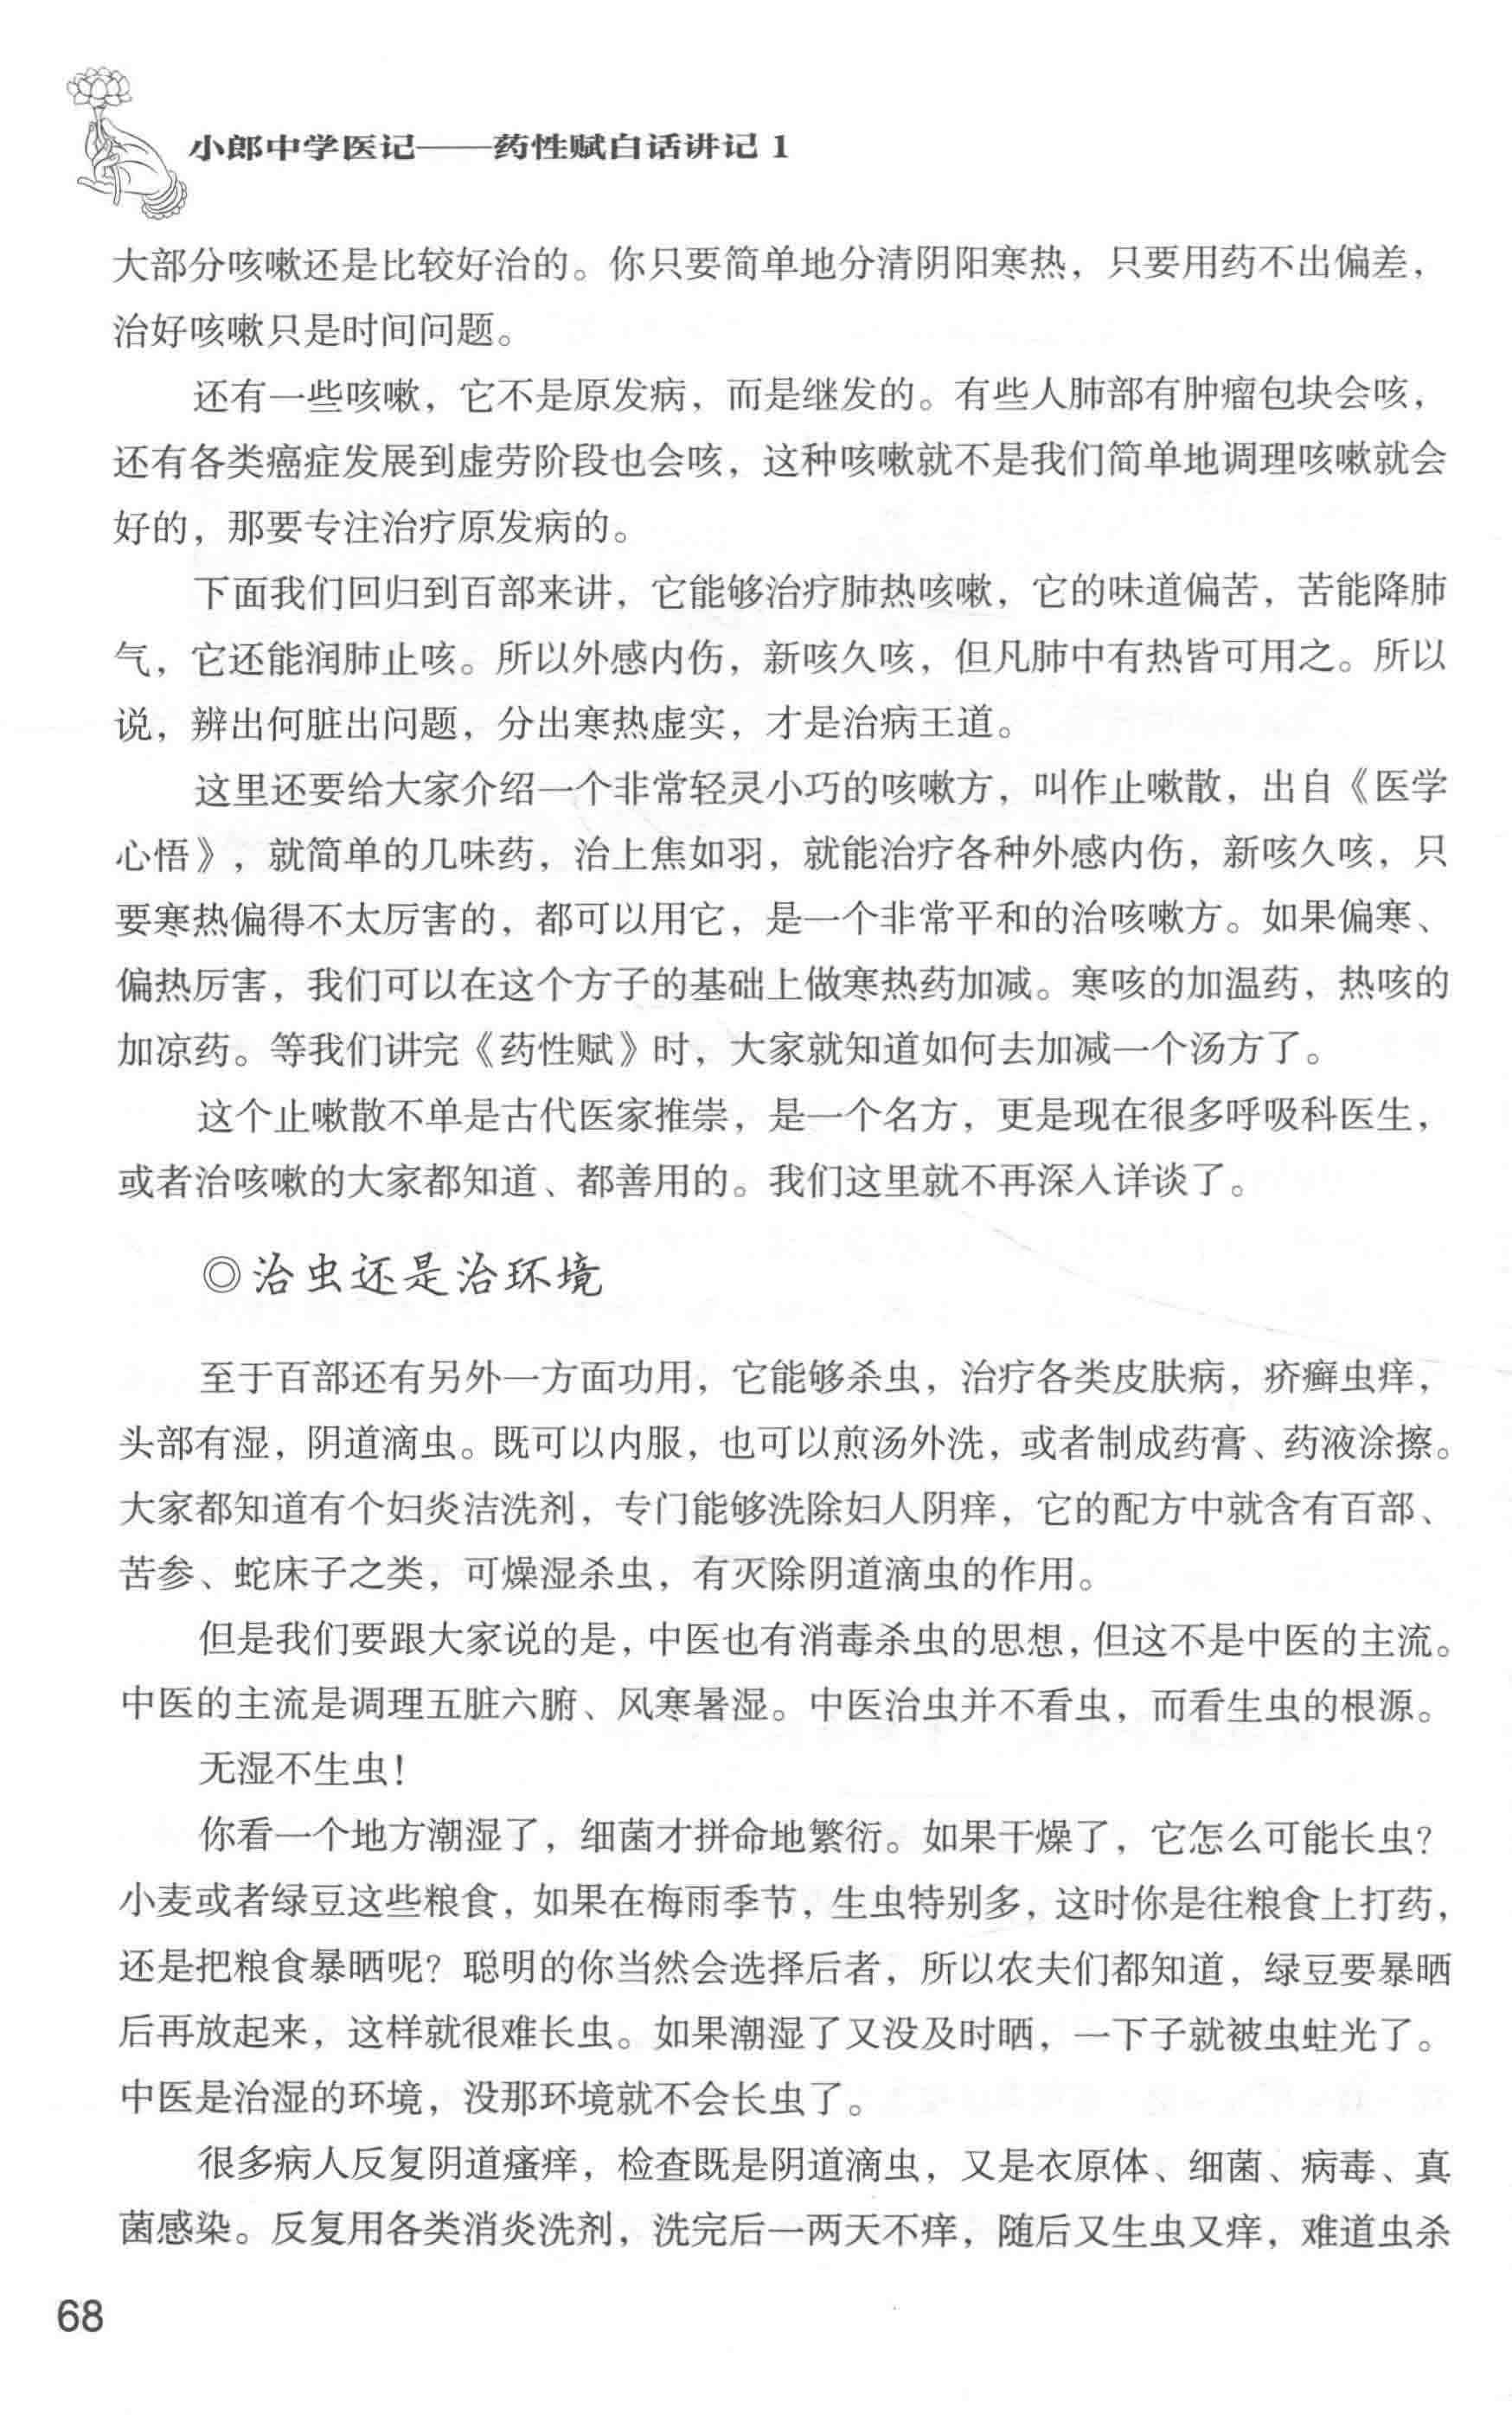 小郎中学医记——药性赋白话讲记 1
大部分咳嗽还是比较好治的。你只要简单地分清阴阳寒热，只要用药不出偏差，
治好咳嗽只是时间问题。
还有一些咳嗽，它不是原发病，而是继发的。有些人肺部有肿瘤包块会咳，
还有各类癌症发展到虚劳阶段也会咳，这种咳嗽就不是我们简单地调理咳嗽就会
好的，那要专注治疗原发病的。
下面我们回归到百部来讲，它能够治疗肺热咳嗽，它的味道偏苦，苦能降肺
气，它还能润肺止咳。所以外感内伤，新咳久咳，但凡肺中有热皆可用之。所以
说，辨出何脏出问题，分出寒热虚实，才是治病王道。
这里还要给大家介绍一个非常轻灵小巧的咳嗽方，叫作止嗽散，出自《医学
心悟》，就简单的几味药，治上焦如羽，就能治疗各种外感内伤，新咳久咳，只
要寒热偏得不太厉害的，都可以用它，是一个非常平和的治咳嗽方。如果偏寒、
偏热厉害，我们可以在这个方子的基础上做寒热药加减。寒咳的加温药，热咳的
加凉药。等我们讲完《药性赋》时，大家就知道如何去加减一个汤方了。
这个止嗽散不单是古代医家推崇，是一个名方，更是现在很多呼吸科医生，
或者治咳嗽的大家都知道、都善用的。我们这里就不再深入详谈了。
◎治虫还是治环境
至于百部还有另外一方面功用，它能够杀虫，治疗各类皮肤病，疥癣虫痒，
头部有湿，阴道滴虫。既可以内服，也可以煎汤外洗，或者制成药膏、药液涂擦。
大家都知道有个妇炎洁洗剂，专门能够洗除妇人阴痒，它的配方中就含有百部、
苦参、蛇床子之类，可燥湿杀虫，有灭除阴道滴虫的作用。
但是我们要跟大家说的是，中医也有消毒杀虫的思想，但这不是中医的主流。
中医的主流是调理五脏六腑、风寒暑湿。中医治虫并不看虫，而看生虫的根源。
无湿不生虫！
你看一个地方潮湿了，细菌才拼命地繁衍。如果干燥了，它怎么可能长虫？
小麦或者绿豆这些粮食，如果在梅雨季节，生虫特别多，这时你是往粮食上打药，
还是把粮食暴晒呢？聪明的你当然会选择后者，所以农夫们都知道，绿豆要暴晒
后再放起来，这样就很难长虫。如果潮湿了又没及时晒，一下子就被虫蛀光了。
中医是治湿的环境，没那环境就不会长虫了。
很多病人反复阴道瘙痒，检查既是阴道滴虫，又是衣原体、细菌、病毒、真
菌感染。反复用各类消炎洗剂，洗完后一两天不痒，随后又生虫又痒，难道虫杀
68